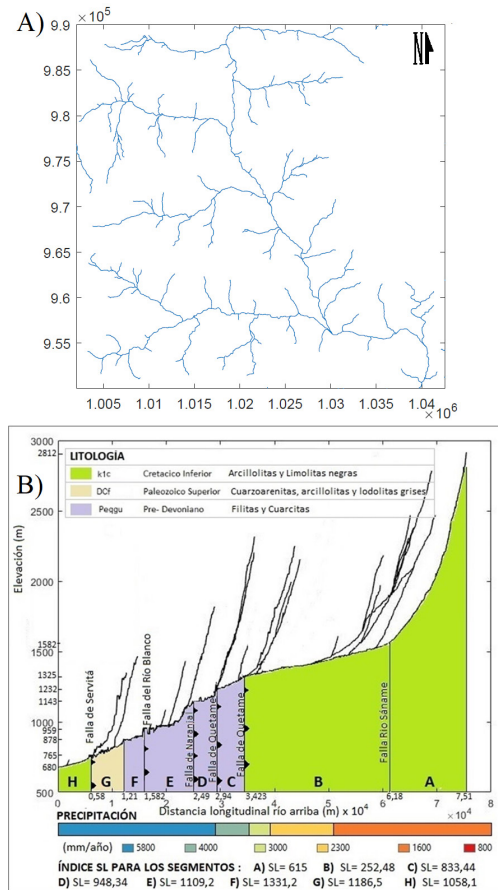 A)
N
9.9 ×10⁵
9.85
9.8
9.75
9.7
9.65
9.6
9.55
1.005 1.01 1.015 1.02 1.025 1.03 1.035 1.04
×10⁶
B)
3000
2812
2500
2000
1582
1500
1325
1232
1143
1000
959
878
765
680
500
Elevación (m)
LITOLOGÍA
k1c Cretacico Inferior Arcillolitas y Limolitas negras
DCf Paleozoico Superior Cuarzoarenitas, arcillolitas y lodolitas grises
Peqgu Pre- Devoniano Filitas y Cuarcitas
Falla de Servitá
Falla del Río Blanco
Falla de Naranjal
Falla de Quetame
Falla de Quetame
Falla Río Sáname
H G F E D C B A
0,58 1,21 1,582 2,49 2,94 3,423 6,18 7,51
0 1 2 3 4 5 6 7 8
Distancia longitudinal río arriba (m) x 10⁴
×10⁴
PRECIPITACIÓN
(mm/año) 5800 4000 3000 2300 1600 800
ÍNDICE SL PARA LOS SEGMENTOS : A) SL= 615 B) SL= 252,48 C) SL= 833,44
D) SL= 948,34 E) SL= 1109,2 F) SL= 1331,2 G) SL= 1186,5 H) SL= 1058,1